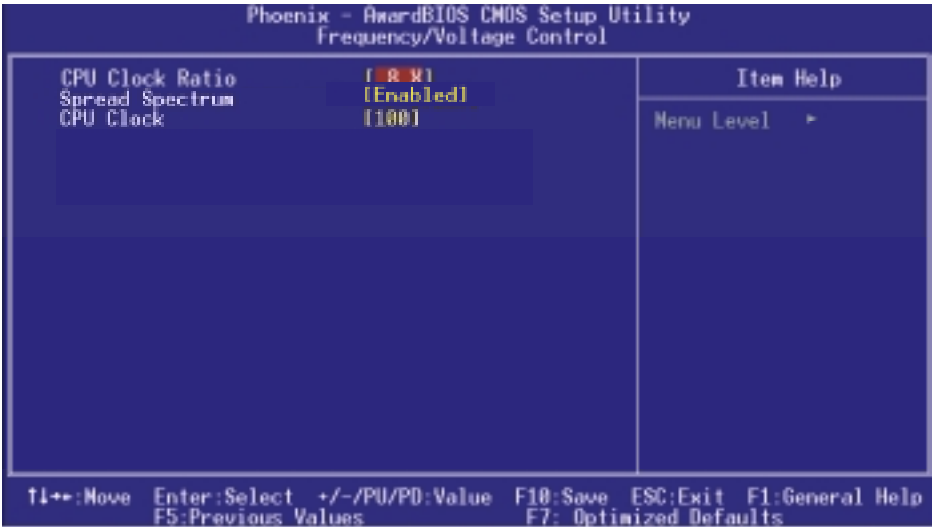 Phoenix - AwardBIOS CMOS Setup Utility
Frequency/Voltage Control
CPU Clock Ratio [ 8 X]
Spread Spectrum [Enabled]
CPU Clock [100]
Item Help
Menu Level ►
↑↓→←:Move Enter:Select +/-/PU/PD:Value F10:Save ESC:Exit F1:General Help
F5:Previous Values F7: Optimized Defaults